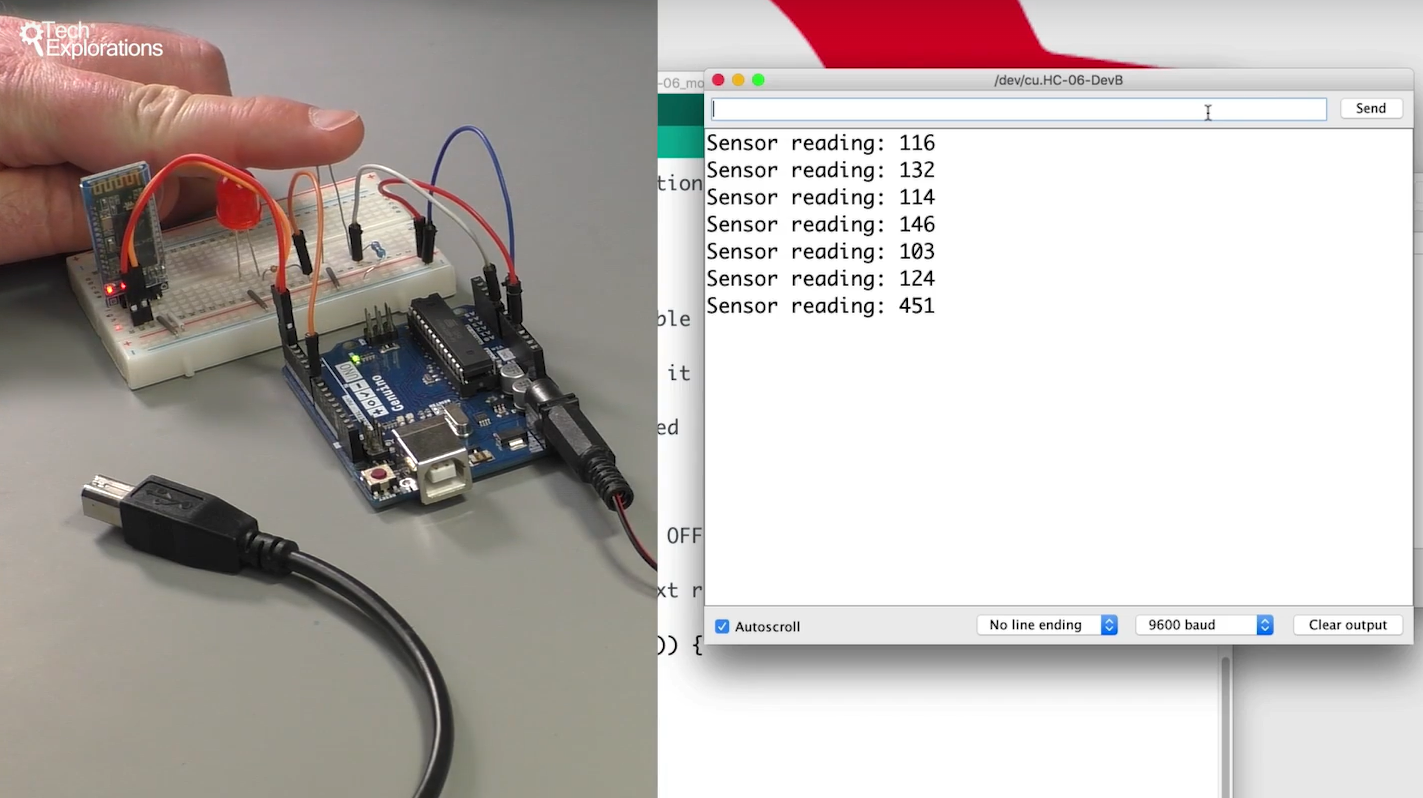 Tech
Explorations
-06_mo
/dev/cu.HC-06-DevB
Send
Sensor reading: 116
Sensor reading: 132
Sensor reading: 114
Sensor reading: 146
Sensor reading: 103
Sensor reading: 124
Sensor reading: 451
tion
ble
it
ed
OFF
xt r
)) {
Autoscroll
No line ending
9600 baud
Clear output
Genuino
UNO